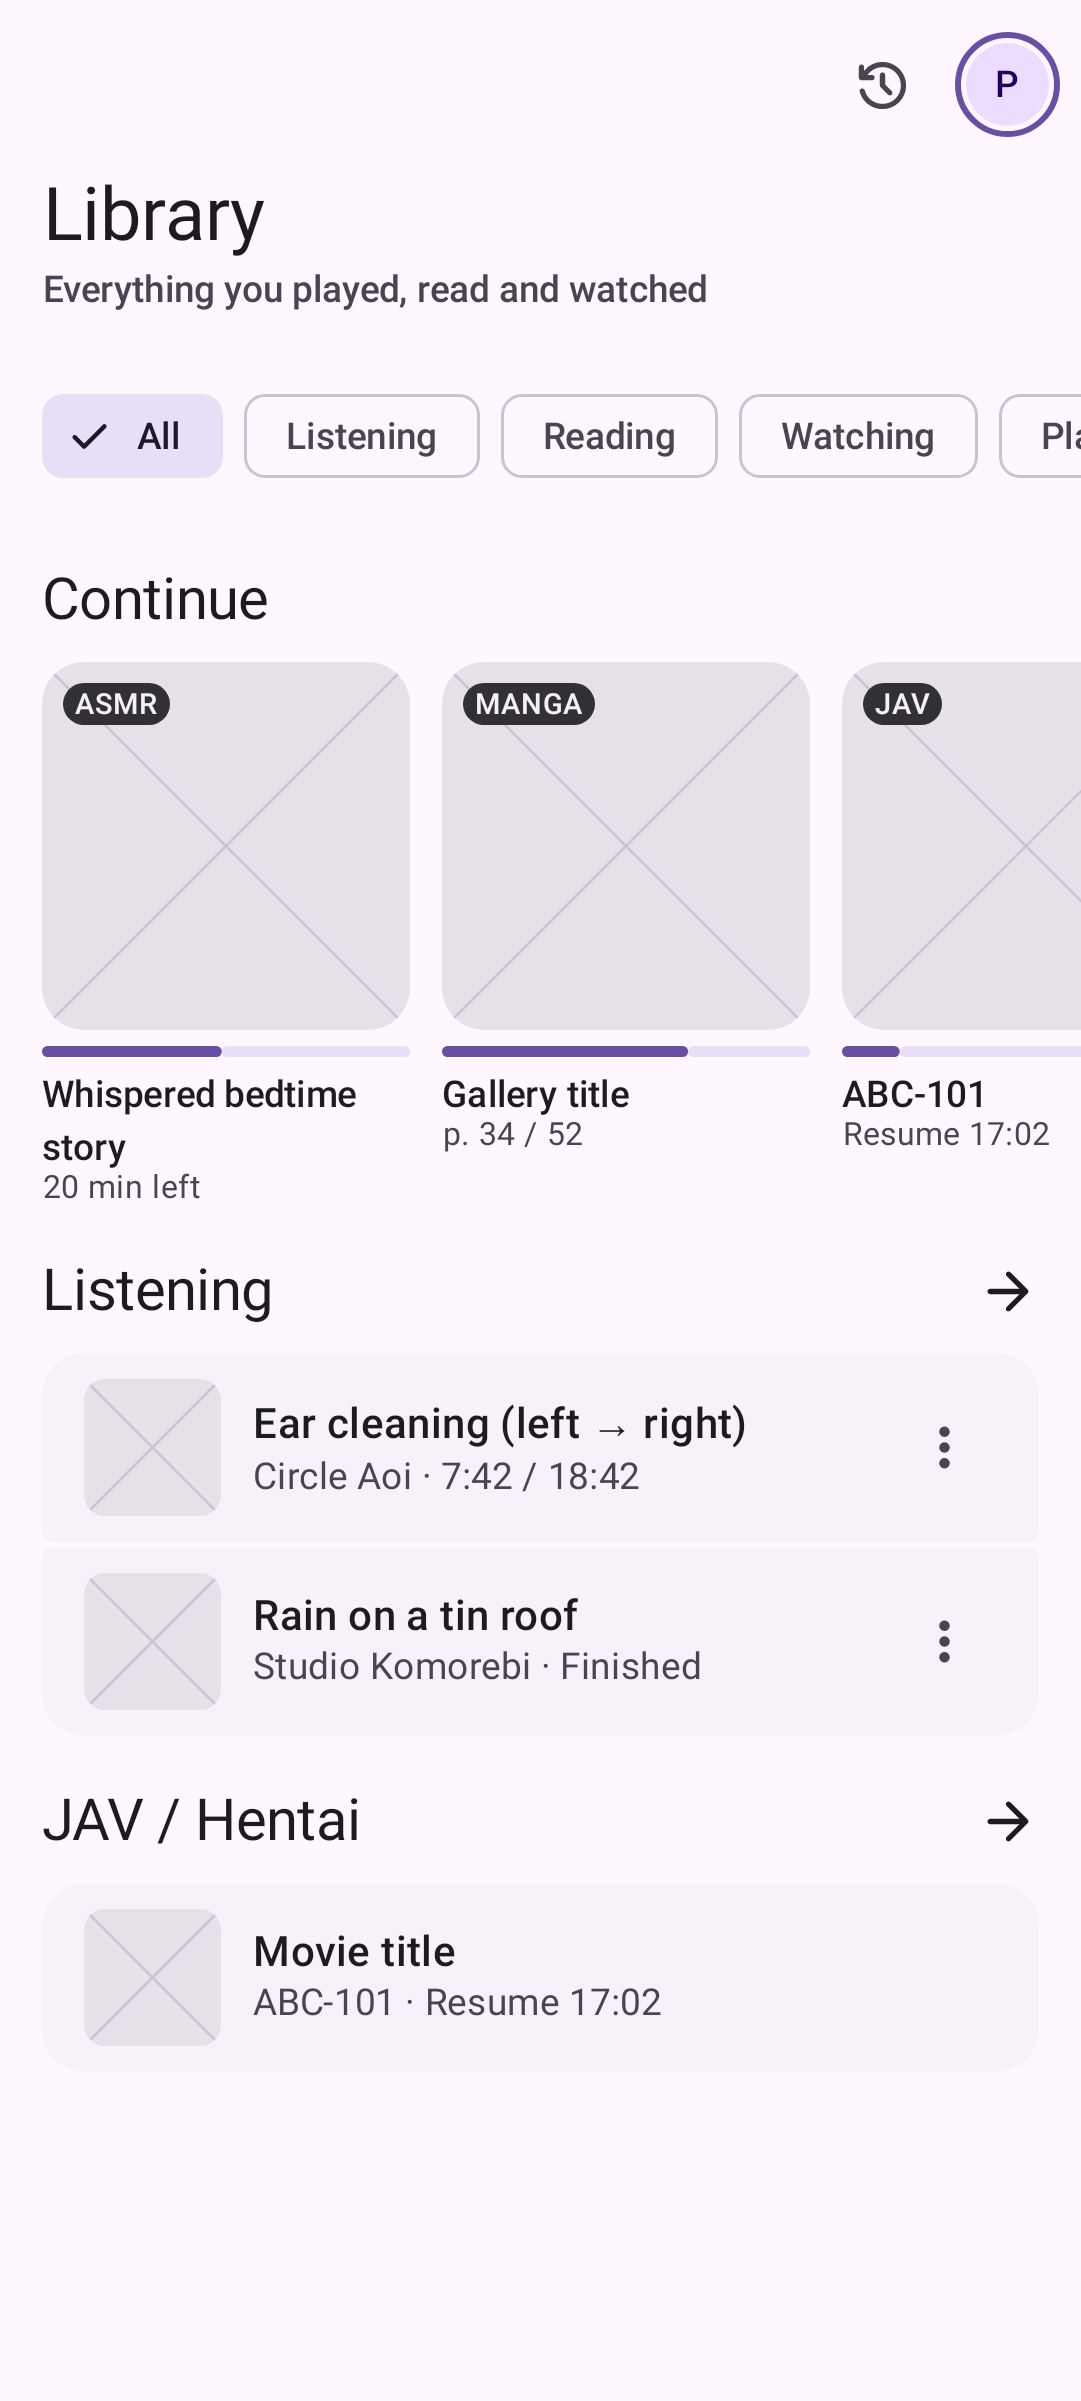 P
Library
Everything you played, read and watched
All
Listening
Reading
Watching
Pla
Continue
ASMR
MANGA
JAV
Whispered bedtime
story
20 min left
Gallery title
p. 34 / 52
ABC-101
Resume 17:02
Listening
Ear cleaning (left → right)
Circle Aoi · 7:42 / 18:42
Rain on a tin roof
Studio Komorebi · Finished
JAV / Hentai
Movie title
ABC-101 · Resume 17:02